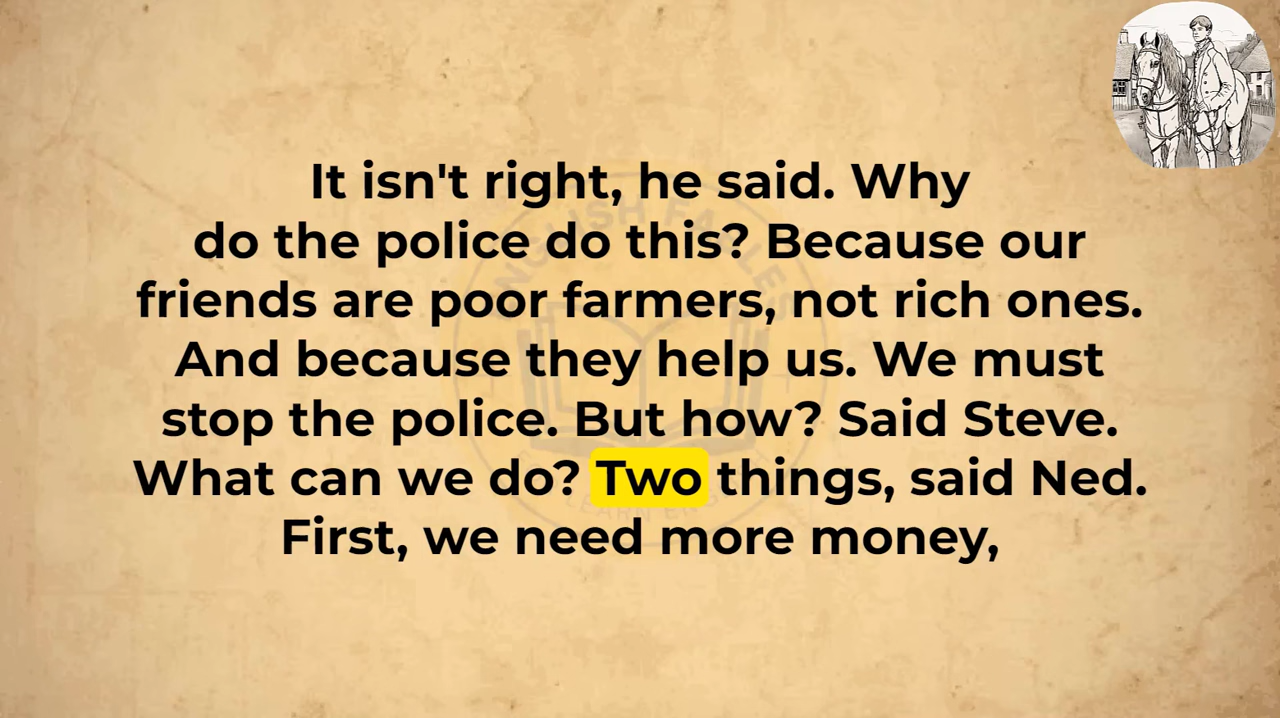 It isn't right, he said. Why
do the police do this? Because our
friends are poor farmers, not rich ones.
And because they help us. We must
stop the police. But how? Said Steve.
What can we do? Two things, said Ned.
First, we need more money,